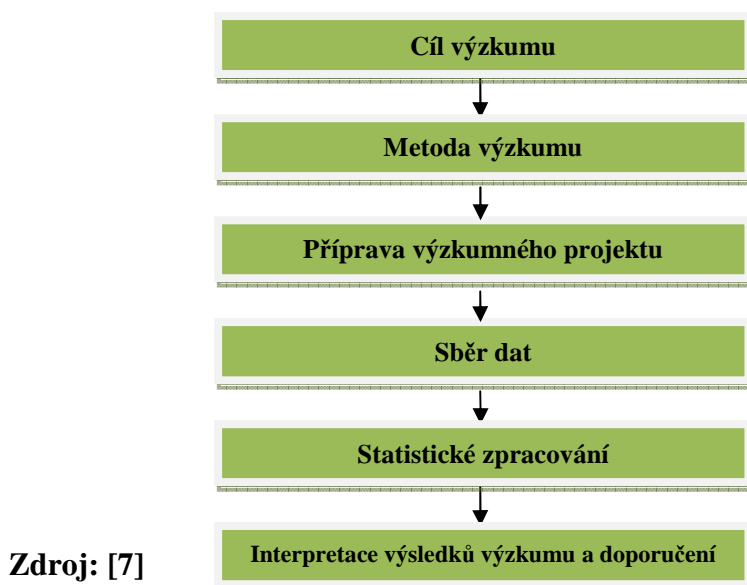 Cíl výzkumu
Metoda výzkumu
Příprava výzkumného projektu
Sběr dat
Statistické zpracování
Interpretace výsledků výzkumu a doporučení
Zdroj: [7]